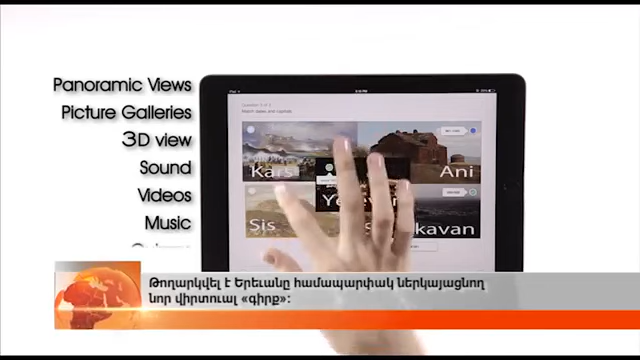 Panoramic Views
Picture Galleries
3D view
Sound
Videos
Music
Kars
Ani
Sis
kavan
Թողարկվել է Երեւանը համապարփակ ներկայացնող
նոր վիրտուալ «գիրք»: